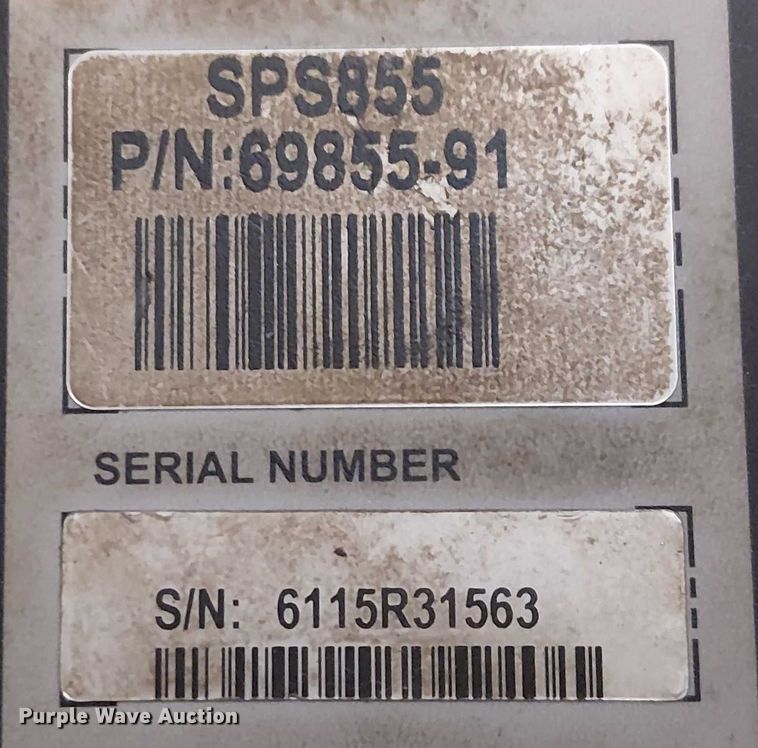 SPS855
P/N:69855-91
SERIAL NUMBER
S/N: 6115R31563
Purple Wave Auction